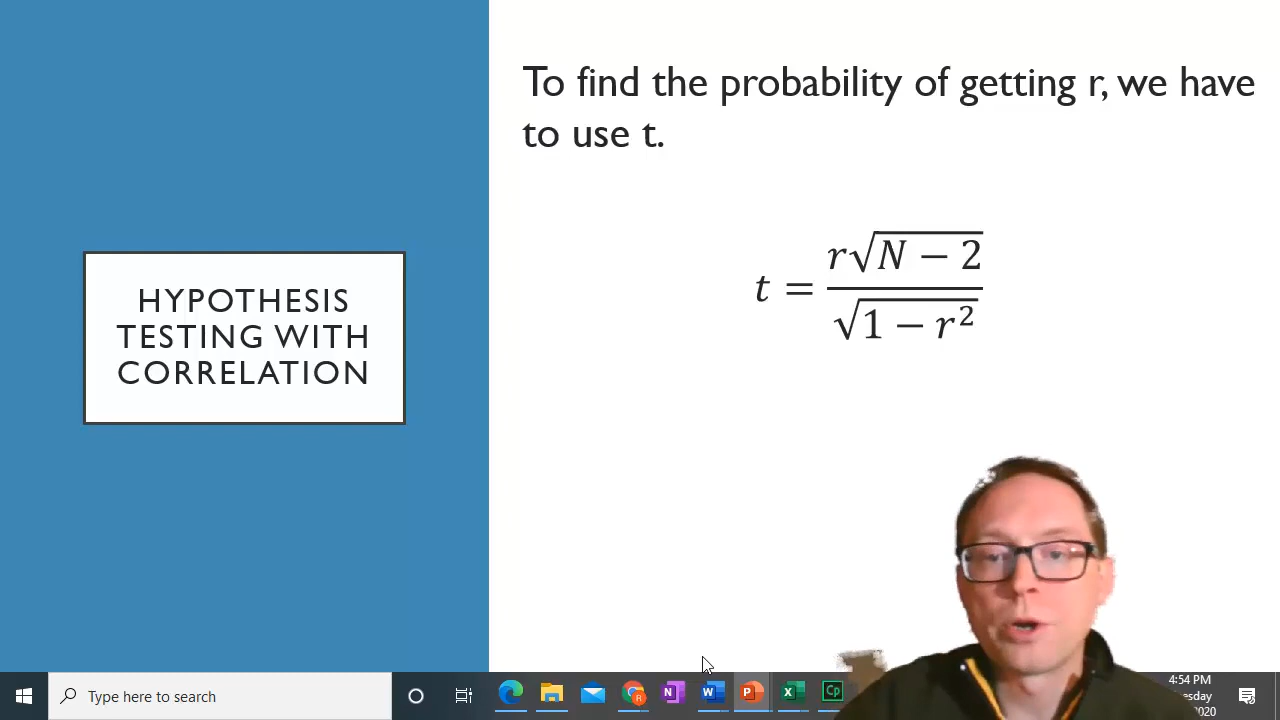 To find the probability of getting r, we have
to use t.
t = r√N − 2 / √1 − r²
HYPOTHESIS
TESTING WITH
CORRELATION
Type here to search
4:54 PM